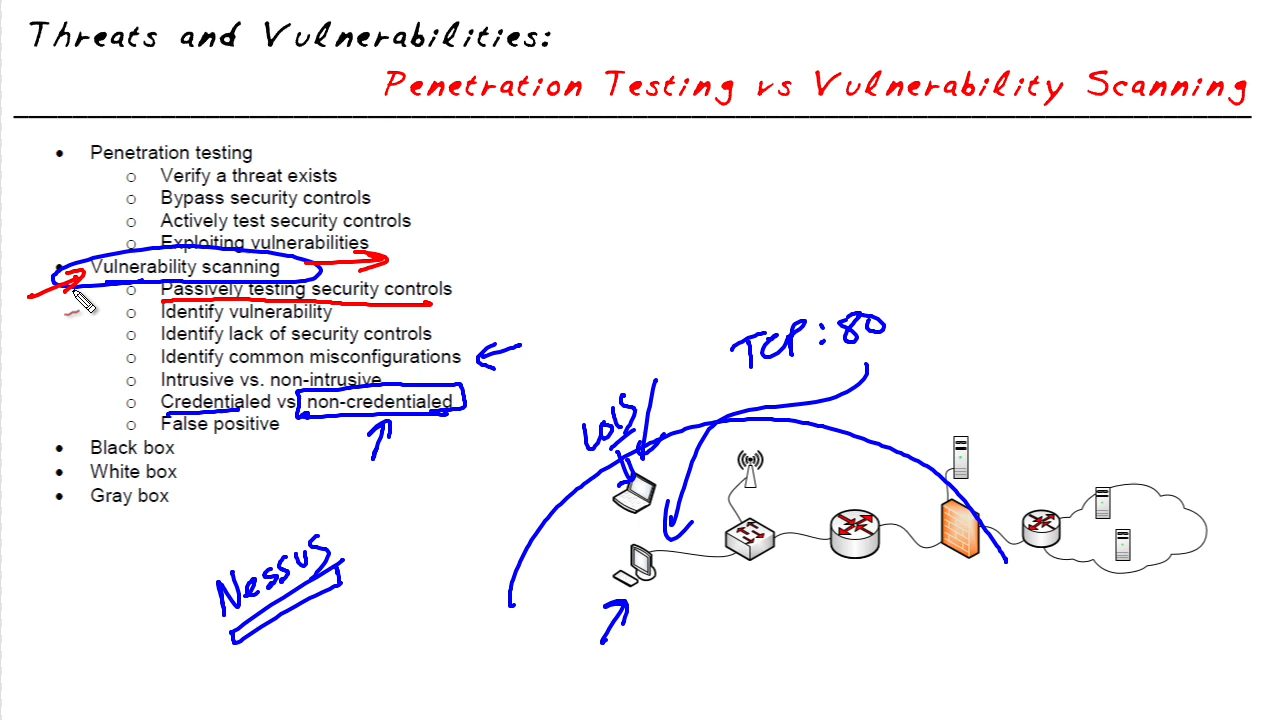 Threats and Vulnerabilities:
Penetration Testing vs Vulnerability Scanning
• Penetration testing
o Verify a threat exists
o Bypass security controls
o Actively test security controls
o Exploiting vulnerabilities
• Vulnerability scanning
o Passively testing security controls
o Identify vulnerability
o Identify lack of security controls
o Identify common misconfigurations
o Intrusive vs. non-intrusive
o Credentialed vs non-credentialed
o False positive
• Black box
• White box
• Gray box
TCP:80
LOIS
Nessus